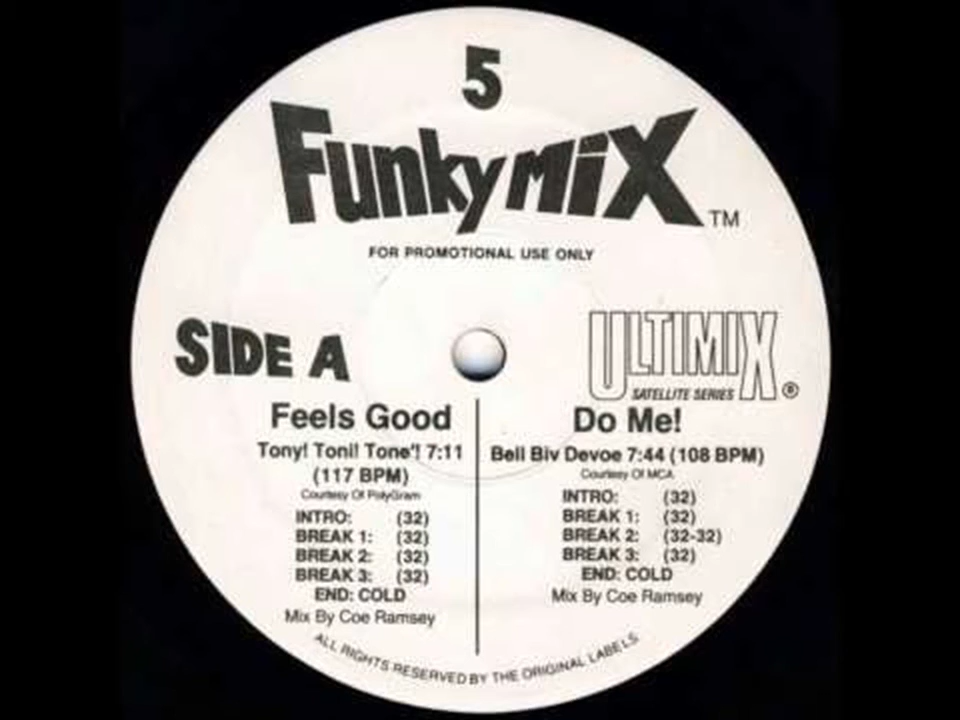 5
Funkymix™
FOR PROMOTIONAL USE ONLY
SIDE A
ULTIMIX®
SATELLITE SERIES
Feels Good
Tony! Toni! Tone'! 7:11
(117 BPM)
Courtesy Of PolyGram
INTRO: (32)
BREAK 1: (32)
BREAK 2: (32)
BREAK 3: (32)
END: COLD
Mix By Coe Ramsey
Do Me!
Bell Biv Devoe 7:44 (108 BPM)
Courtesy Of MCA
INTRO: (32)
BREAK 1: (32)
BREAK 2: (32-32)
BREAK 3: (32)
END: COLD
Mix By Coe Ramsey
ALL RIGHTS RESERVED BY THE ORIGINAL LABELS